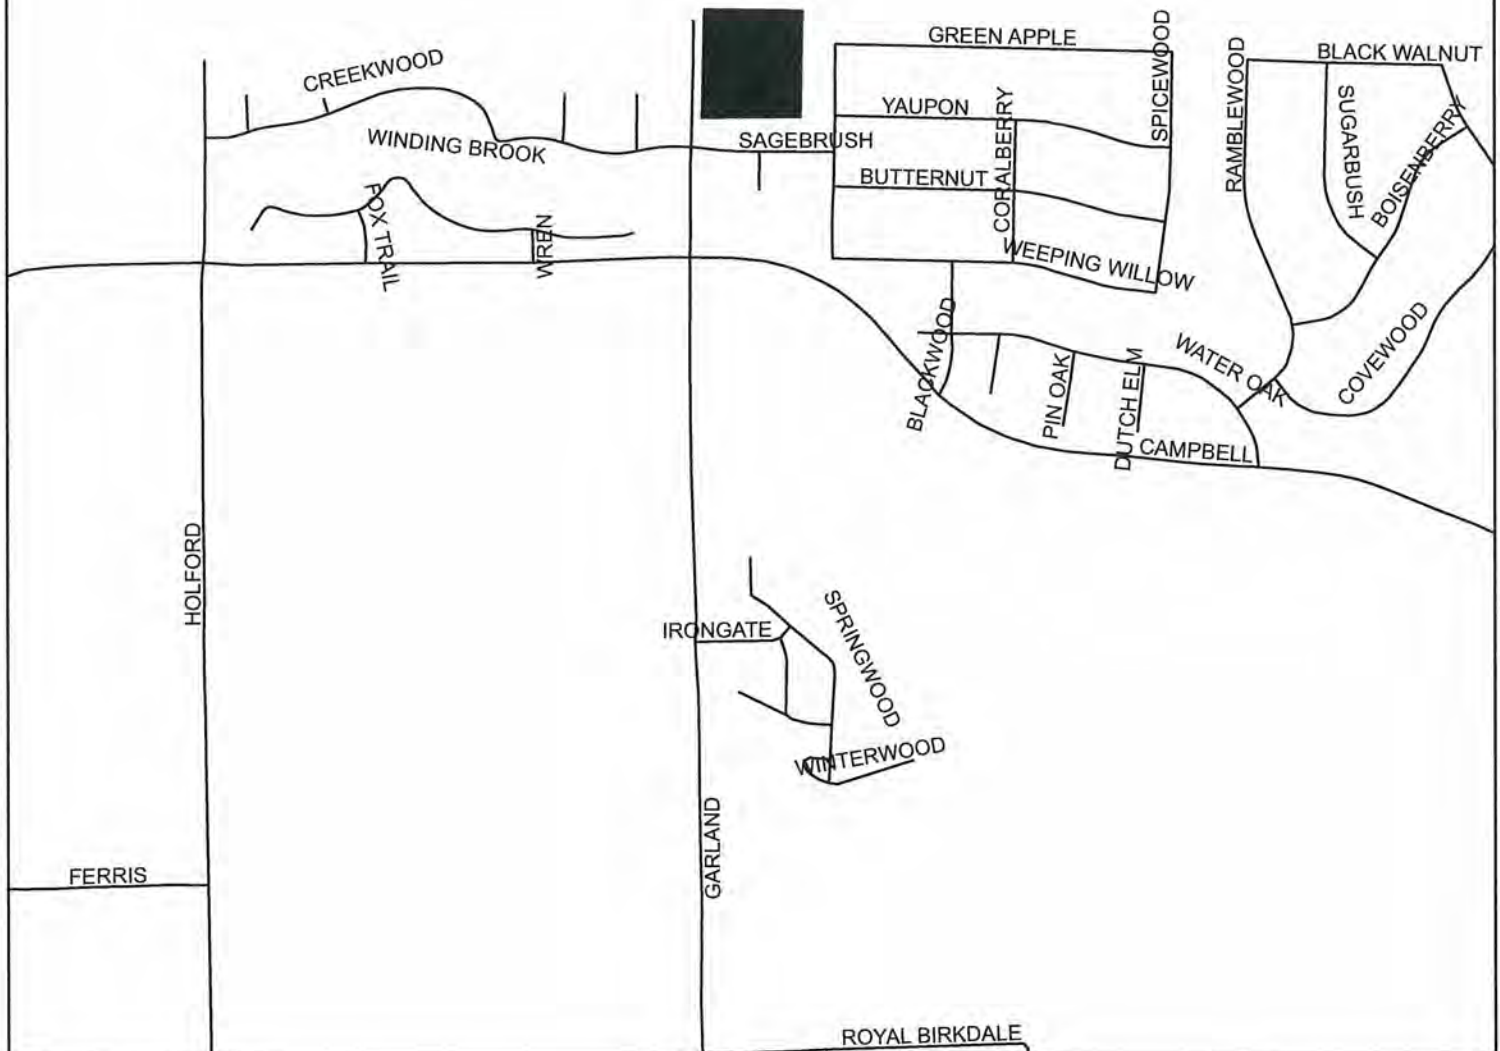 GREEN APPLE
SPICEWOOD
RAMBLEWOOD
BLACK WALNUT
CREEKWOOD
YAUPON
CORALBERRY
SUGARBUSH
BOISENBERRY
WINDING BROOK
SAGEBRUSH
BUTTERNUT
FOX TRAIL
WREN
WEEPING WILLOW
BLACKWOOD
WATER OAK
COVEWOOD
PIN OAK
DUTCH ELM
CAMPBELL
HOLFORD
IRONGATE
SPRINGWOOD
WINTERWOOD
GARLAND
FERRIS
ROYAL BIRKDALE